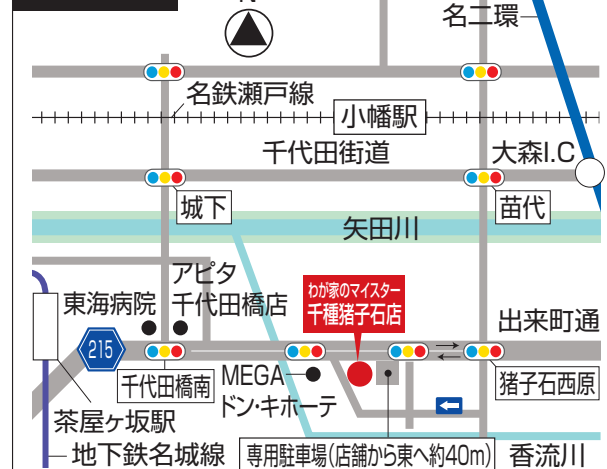 N
名二環
名鉄瀬戸線
小幡駅
千代田街道
大森I.C
城下
苗代
矢田川
アピタ
千代田橋店
東海病院
わが家のマイスター
千種猪子石店
出来町通
215
千代田橋南
MEGA
ドン・キホーテ
猪子石西原
茶屋ヶ坂駅
地下鉄名城線
専用駐車場(店舗から東へ約40m)
香流川